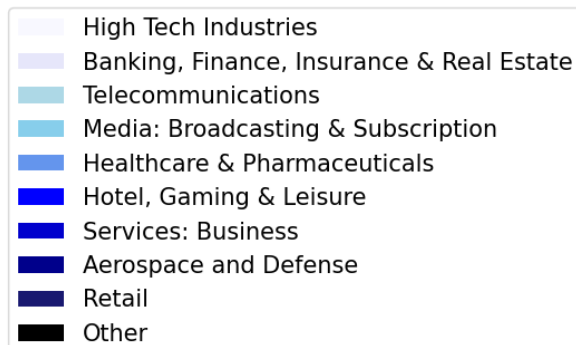 High Tech Industries
Banking, Finance, Insurance & Real Estate
Telecommunications
Media: Broadcasting & Subscription
Healthcare & Pharmaceuticals
Hotel, Gaming & Leisure
Services: Business
Aerospace and Defense
Retail
Other